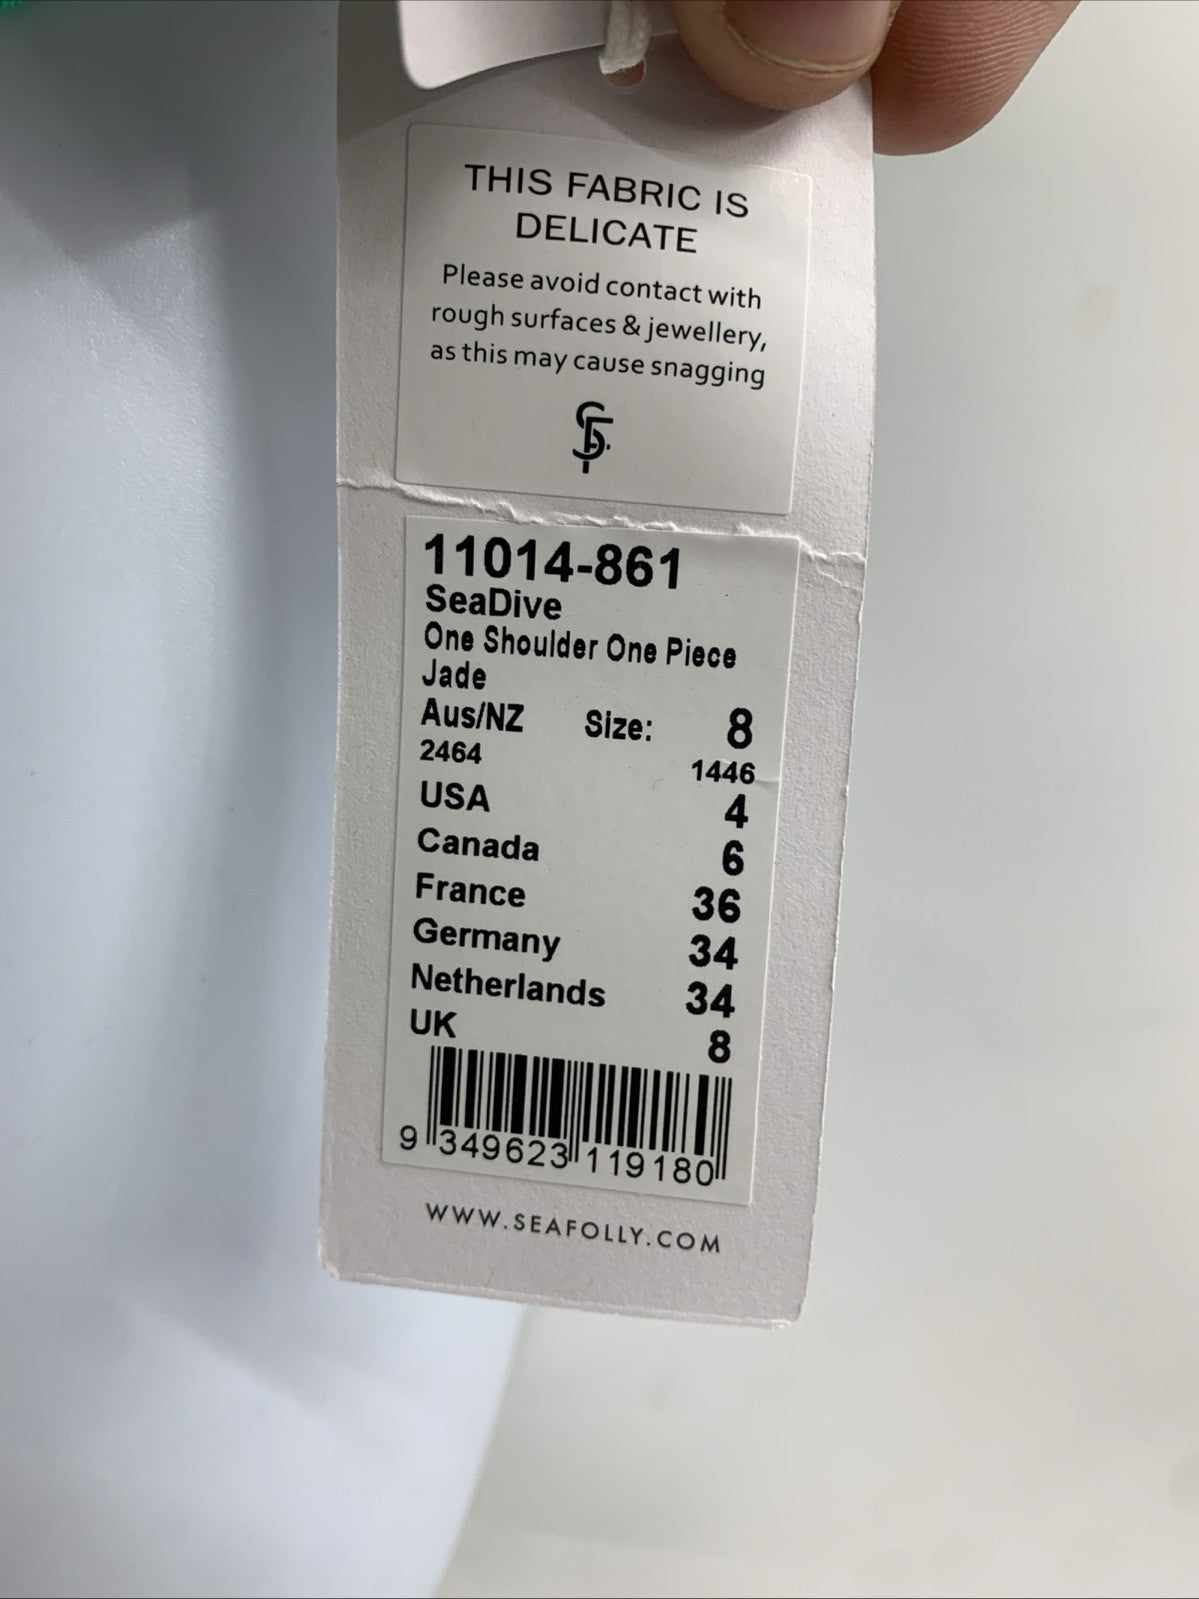 THIS FABRIC IS
DELICATE
Please avoid contact with
rough surfaces & jewellery,
as this may cause snagging
SF
11014-861
SeaDive
One Shoulder One Piece
Jade
Aus/NZ Size: 8
2464 1446
USA 4
Canada 6
France 36
Germany 34
Netherlands 34
UK 8
9 349623 119180
WWW.SEAFOLLY.COM